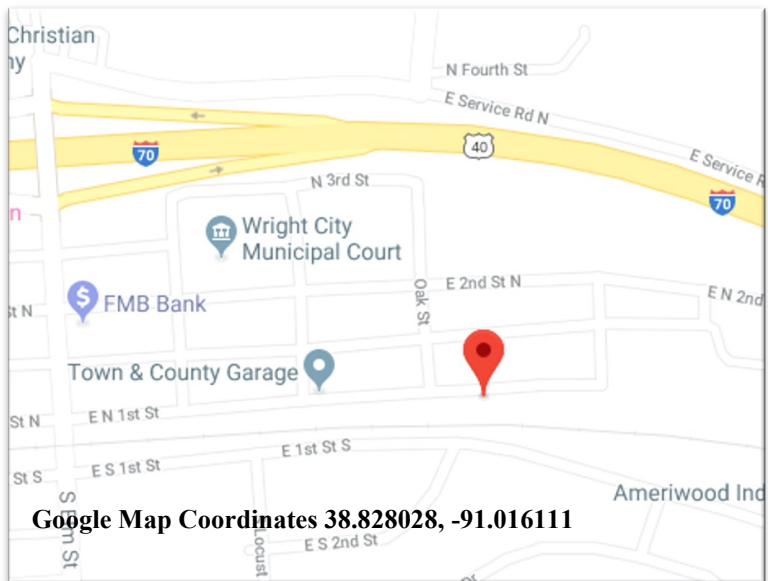 Christian
ny
N Fourth St
E Service Rd N
40
E Service R
70
70
N 3rd St
n
Wright City
Municipal Court
E 2nd St N
E N 2nd
Oak St
FMB Bank
St N
Town & County Garage
E N 1st St
St N
E 1st St S
E S 1st St
St S
Ameriwood Ind
S Elm St
Google Map Coordinates 38.828028, -91.016111
Locust
E S 2nd St